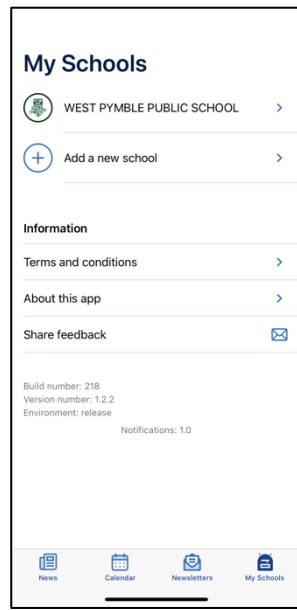 My Schools
WEST PYMBLE PUBLIC SCHOOL
Add a new school
Information
Terms and conditions
About this app
Share feedback
Build number: 218
Version number: 1.2.2
Environment: release
Notifications: 1.0
News Calendar Newsletters My Schools